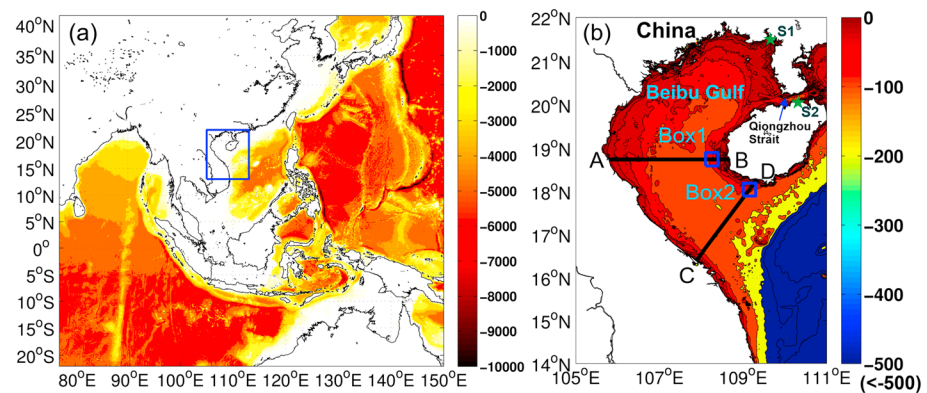 (a)
40°N
35°N
30°N
25°N
20°N
15°N
10°N
5°N
0°
5°S
10°S
15°S
20°S
80°E 90°E 100°E 110°E 120°E 130°E 140°E 150°E
0
−1000
−2000
−3000
−4000
−5000
−6000
−7000
−8000
−9000
−10000
(b)
China
S1
Beibu Gulf
S2
Qiongzhou
Strait
Box1
A
B
D
Box2
C
22°N
21°N
20°N
19°N
18°N
17°N
16°N
15°N
14°N
105°E 107°E 109°E 111°E
0
−100
−200
−300
−400
−500
(<-500)